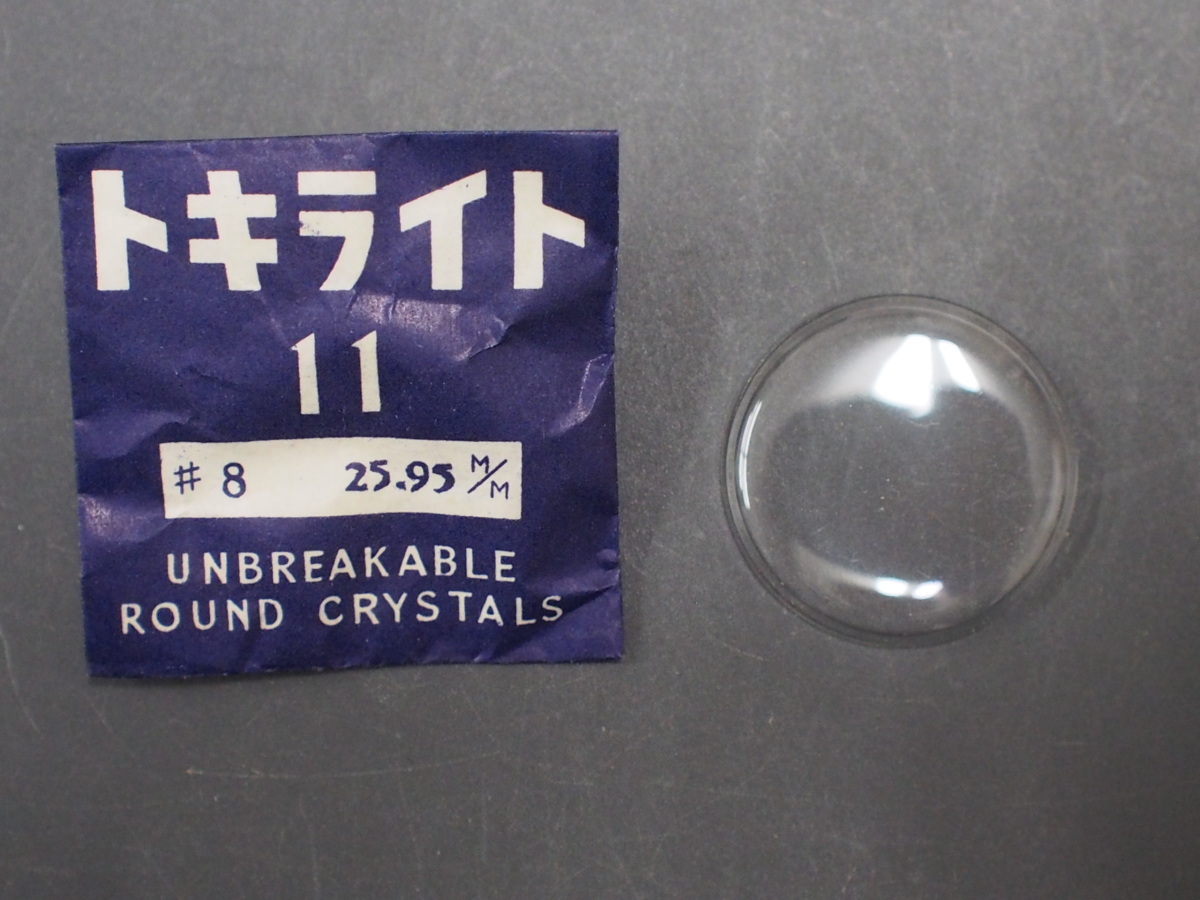 トキライト
11
# 8 25.95 M/M
UNBREAKABLE
ROUND CRYSTALS